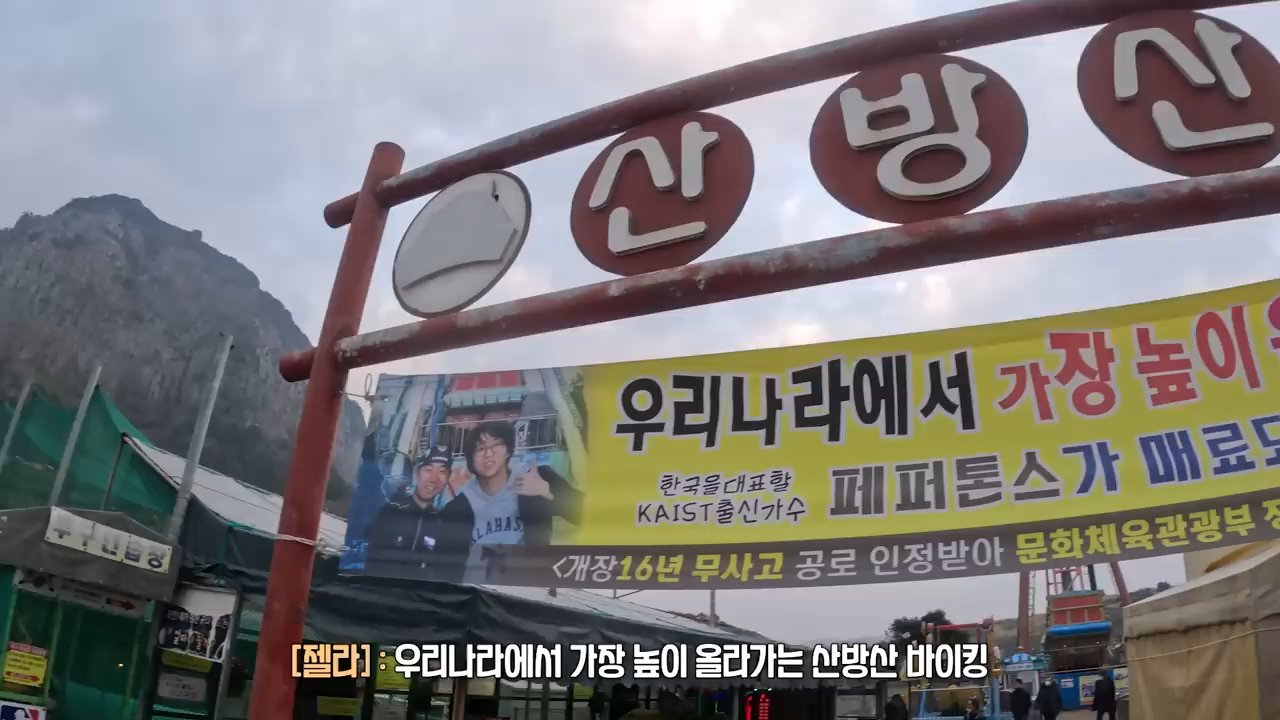 산방산
우리나라에서 가장 높이
한국을대표할
KAIST출신가수
페퍼톤스가 매료되
<개장16년 무사고 공로 인정받아 문화체육관광부
[젤라] : 우리나라에서 가장 높이 올라가는 산방산 바이킹